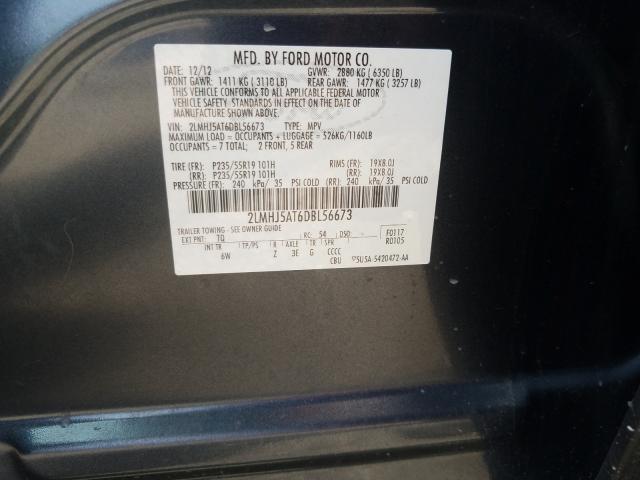 MFD. BY FORD MOTOR CO.
DATE: 12/12 GVWR: 2880 KG ( 6350 LB)
FRONT GAWR: 1411 KG ( 3110 LB) REAR GAWR: 1477 KG ( 3257 LB)
THIS VEHICLE CONFORMS TO ALL APPLICABLE FEDERAL MOTOR
VEHICLE SAFETY STANDARDS IN EFFECT ON THE DATE OF
MANUFACTURE SHOWN ABOVE.
VIN: 2LMHJ5AT6DBL56673 TYPE: MPV
MAXIMUM LOAD = OCCUPANTS + LUGGAGE = 526KG/1160LB
OCCUPANTS = 7 TOTAL; 2 FRONT, 5 REAR
TIRE (FR): P235/55R19 101H RIMS (FR): 19X8.0J
TIRE (RR): P235/55R19 101H (RR): 19X8.0J
PRESSURE (FR): 240 kPa/ 35 PSI COLD (RR): 240 kPa/ 35 PSI COLD
2LMHJ5AT6DBL56673
TRAILER TOWING - SEE OWNER GUIDE
EXT PNT: TQ RC: 54 DSO: F0117
R0105
INT TR TP/PS R AXLE TR SPR
6W Z 3E G CCCC
CBU 5U5A-5420472-AA